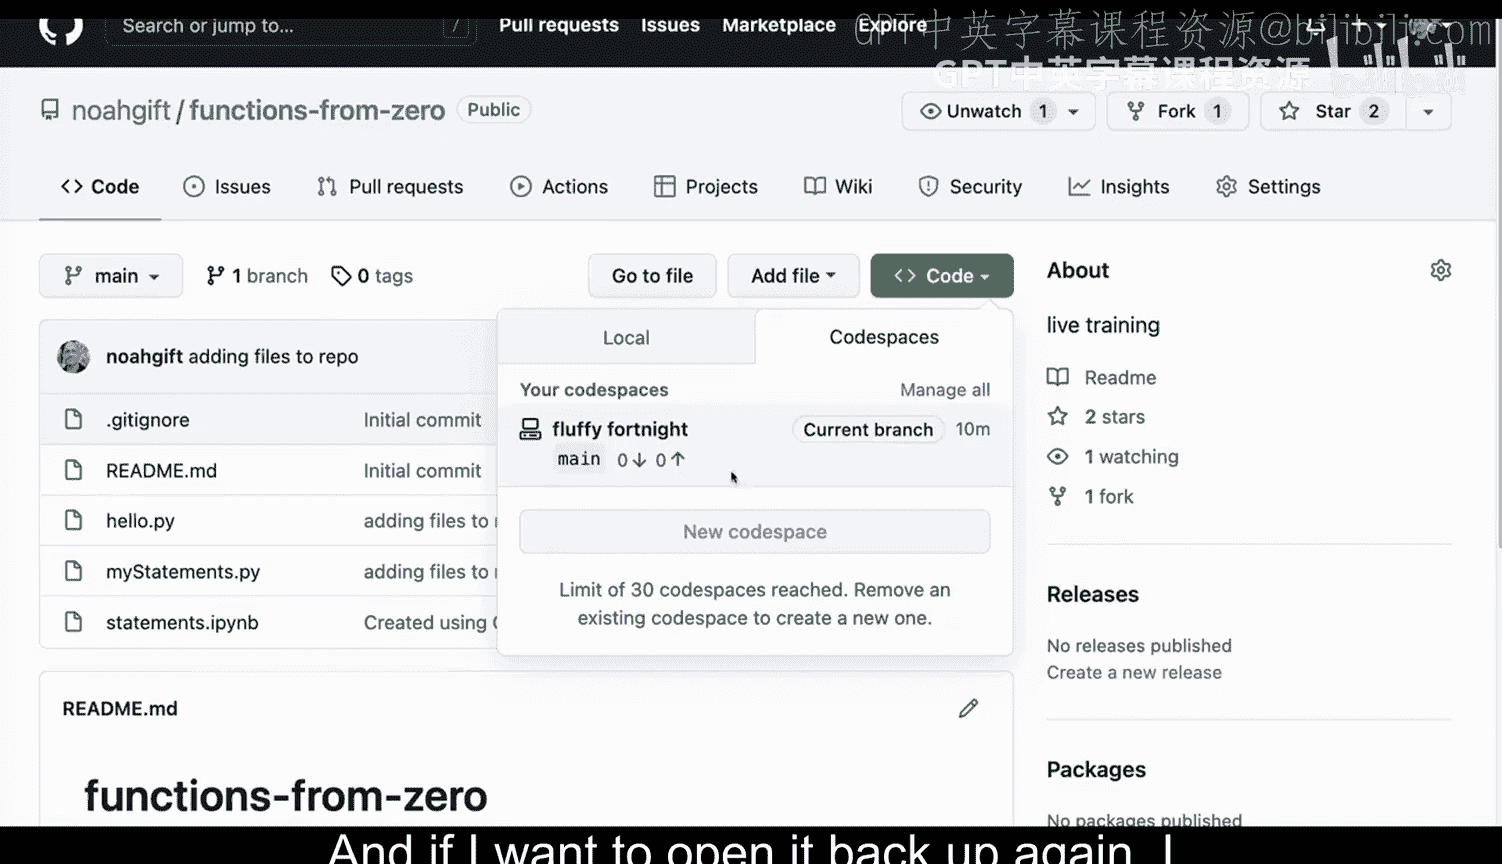 Search or jump to... / Pull requests Issues Marketplace Explore
GPT中英字幕课程资源@bilibili.com
GPT中英字幕课程资源 bilibili
noahgift / functions-from-zero Public Unwatch 1 Fork 1 Star 2
<> Code Issues Pull requests Actions Projects Wiki Security Insights Settings
main 1 branch 0 tags Go to file Add file <> Code About
live training
Local Codespaces
noahgift adding files to repo
Your codespaces Manage all
Readme
fluffy fortnight Current branch 10m
main 0↓ 0↑
.gitignore Initial commit
2 stars
README.md Initial commit
1 watching
hello.py adding files to
1 fork
New codespace
myStatements.py adding files to
Limit of 30 codespaces reached. Remove an
existing codespace to create a new one.
statements.ipynb Created using
Releases
No releases published
Create a new release
README.md
functions-from-zero
Packages
No packages published
And if I want to open it back up again, I